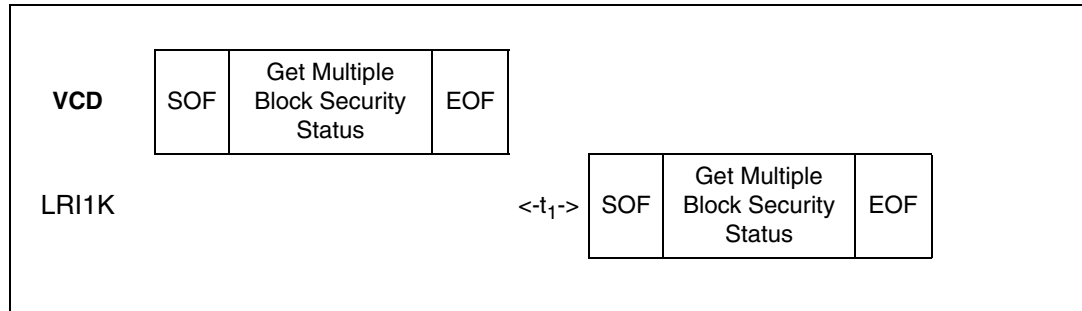 VCD
SOF
Get Multiple
Block Security
Status
EOF
LRI1K
<-t1->
SOF
Get Multiple
Block Security
Status
EOF